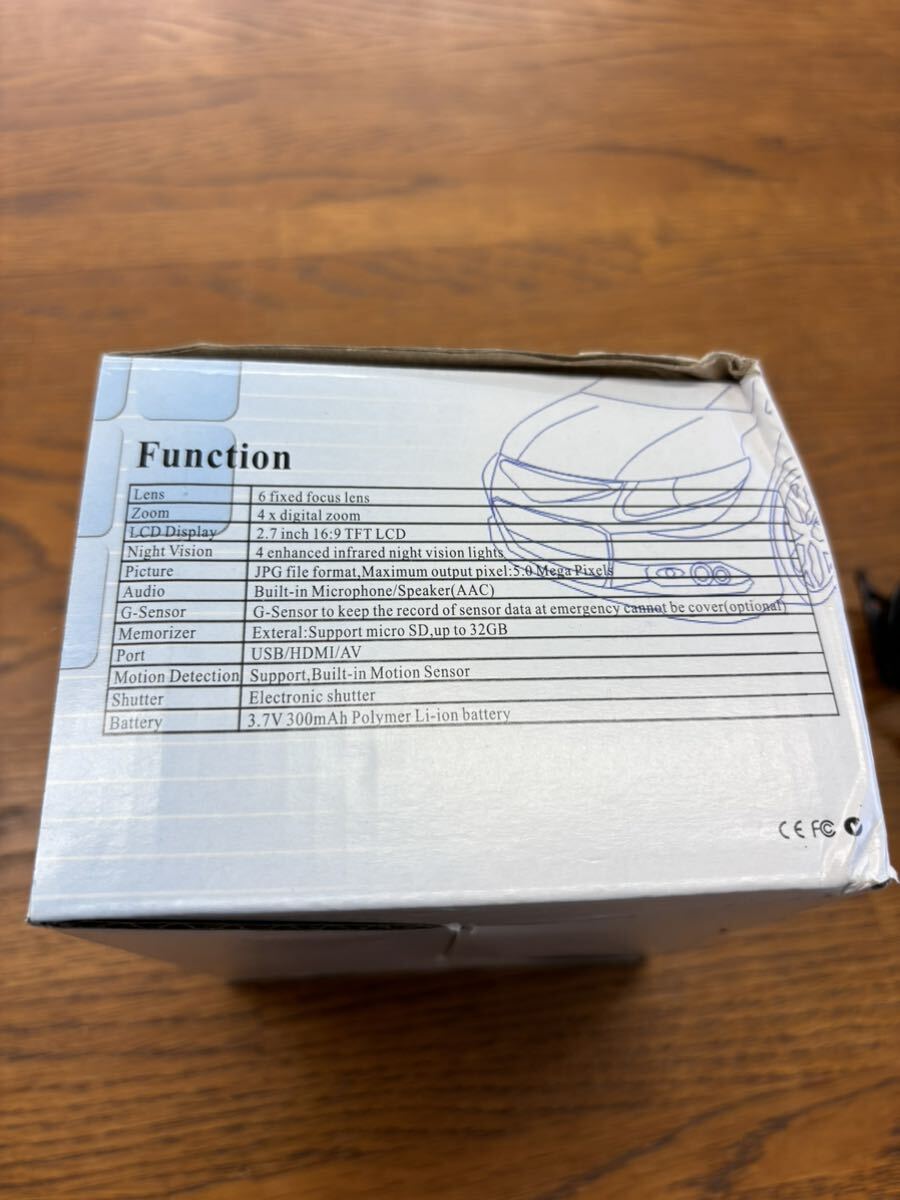 Function
Lens 6 fixed focus lens
Zoom 4 x digital zoom
LCD Display 2.7 inch 16:9 TFT LCD
Night Vision 4 enhanced infrared night vision lights
Picture JPG file format,Maximum output pixel:5.0 Mega Pixels
Audio Built-in Microphone/Speaker(AAC)
G-Sensor G-Sensor to keep the record of sensor data at emergency cannot be cover(optional)
Memorizer Exteral:Support micro SD,up to 32GB
Port USB/HDMI/AV
Motion Detection Support,Built-in Motion Sensor
Shutter Electronic shutter
Battery 3.7V 300mAh Polymer Li-ion battery
CE FC